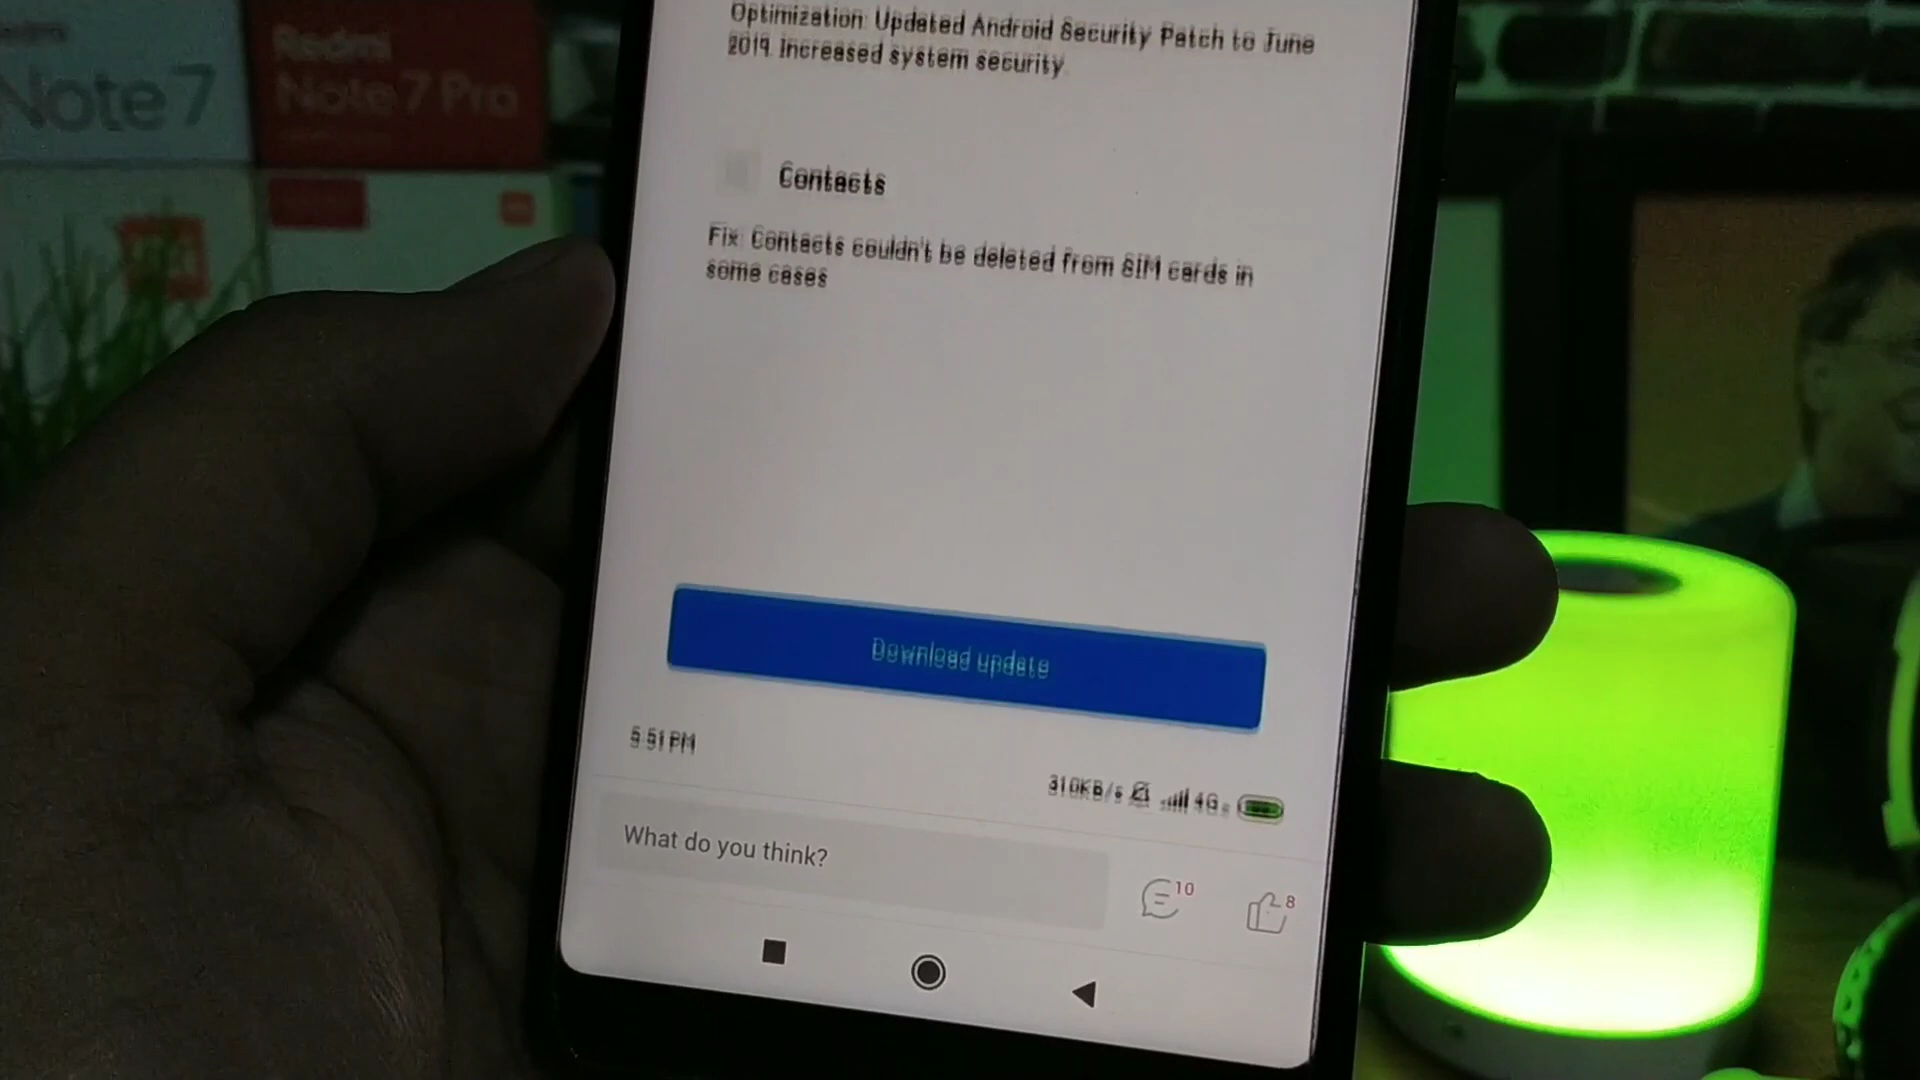 Note 7
Redmi
Note 7 Pro
Optimization: Updated Android Security Patch to June
2019. Increased system security.
Contacts
Fix: Contacts couldn't be deleted from SIM cards in
some cases
Download update
5:51 PM
310KB/s 4G
What do you think?
10
8